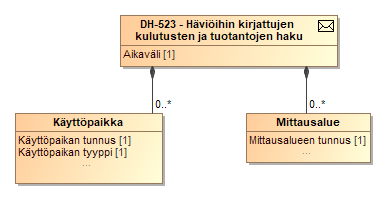 DH-523 - Häviöihin kirjattujen
kulutusten ja tuotantojen haku
Aikaväli [1]
0..*
0..*
Käyttöpaikka
Käyttöpaikan tunnus [1]
Käyttöpaikan tyyppi [1]
...
Mittausalue
Mittausalueen tunnus [1]
...